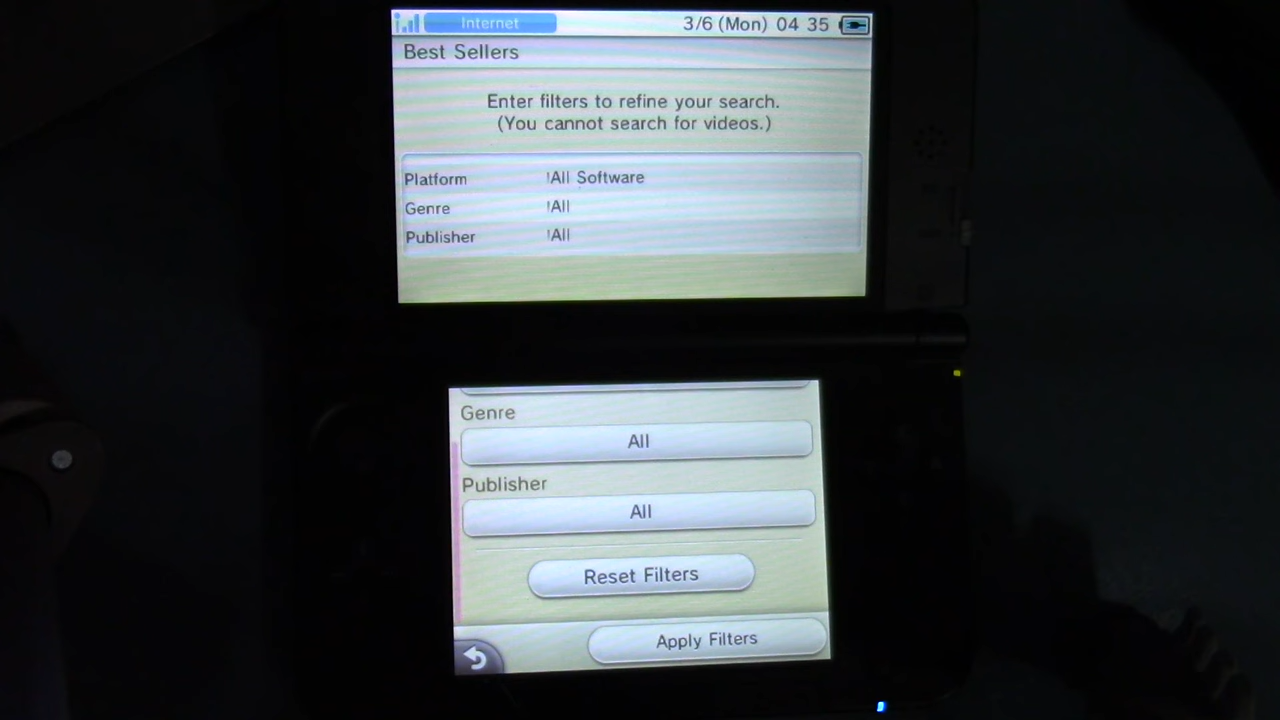 Internet 3/6 (Mon) 04 35
Best Sellers
Enter filters to refine your search.
(You cannot search for videos.)
Platform :All Software
Genre :All
Publisher :All
Genre
All
Publisher
All
Reset Filters
Apply Filters